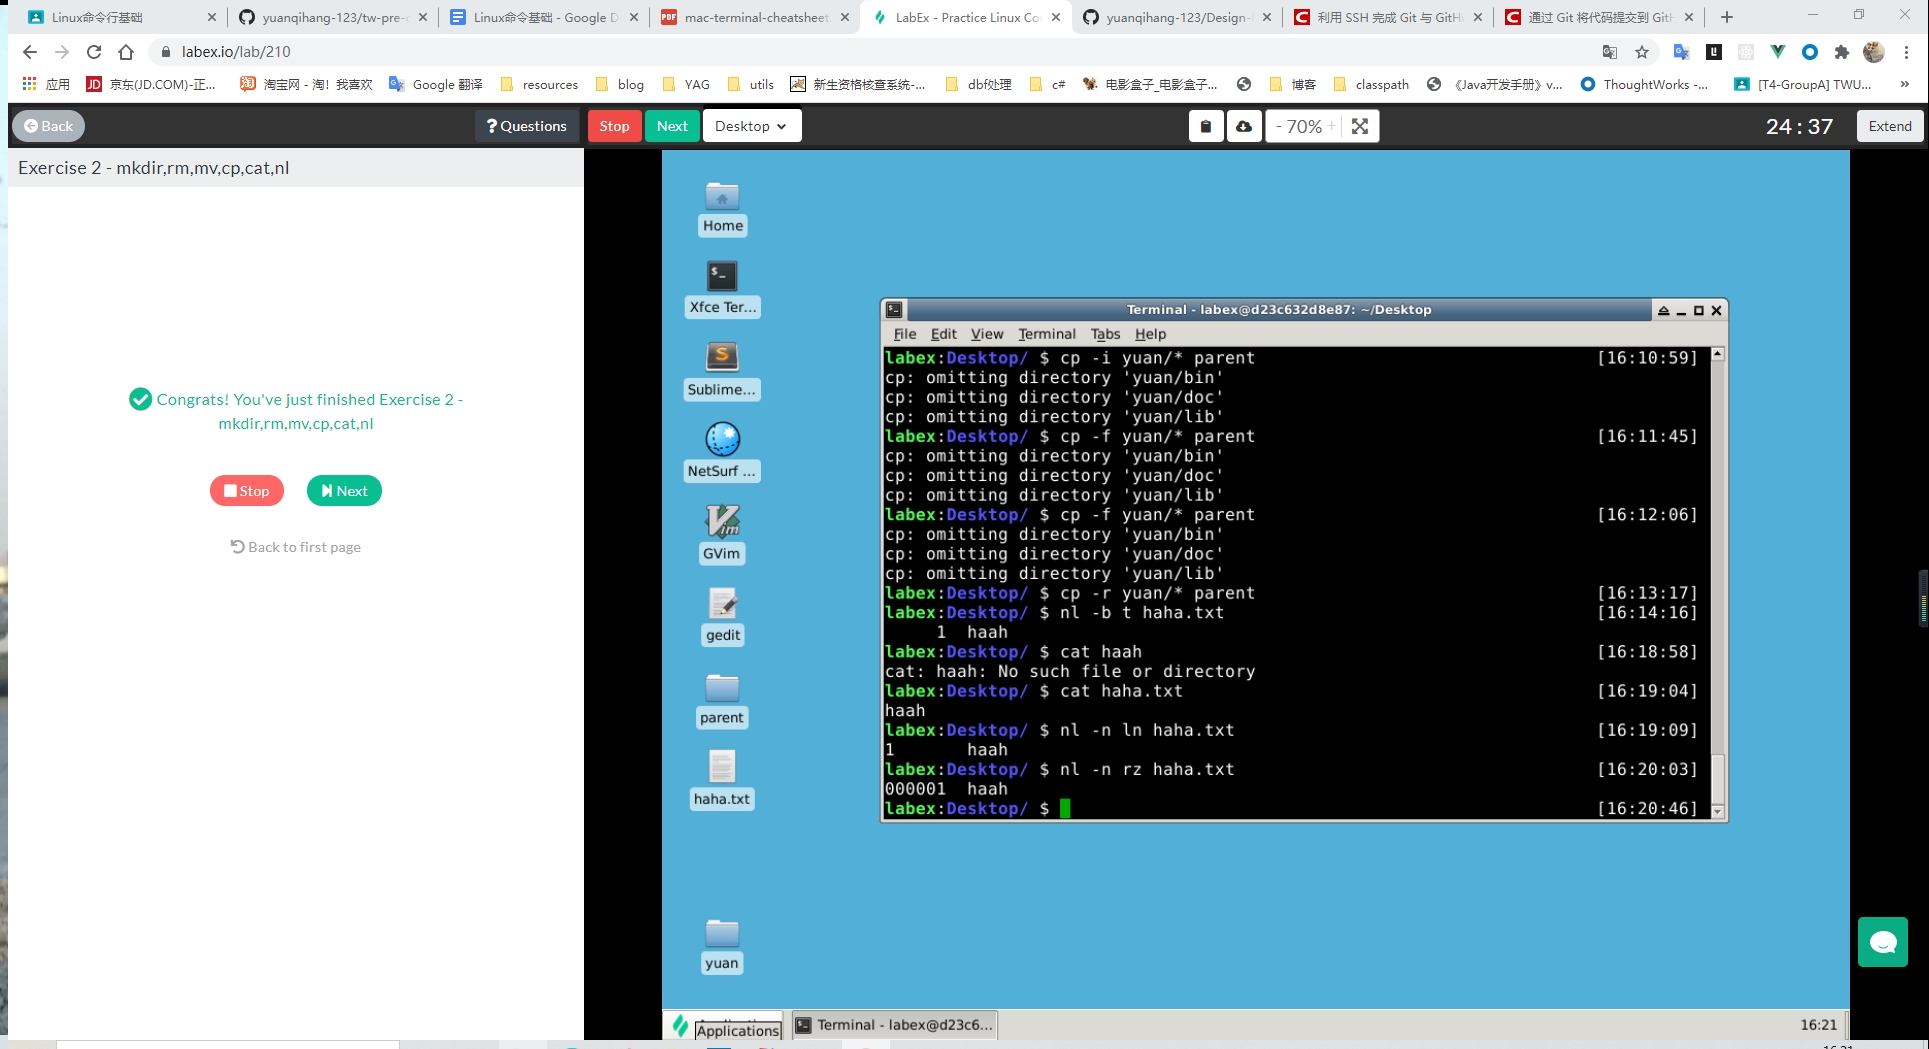 Linux命令行基础
yuanqihang-123/tw-pre-
Linux命令基础 - Google D
mac-terminal-cheatsheet.
LabEx - Practice Linux Co
yuanqihang-123/Design-
利用 SSH 完成 Git 与 GitH
通过 Git 将代码提交到 GitH
labex.io/lab/210
应用
京东(JD.COM)-正...
淘宝网 - 淘！我喜欢
Google 翻译
resources
blog
YAG
utils
新生资格核查系统-...
dbf处理
c#
电影盒子_电影盒子...
博客
classpath
《Java开发手册》v...
ThoughtWorks -...
[T4-GroupA] TWU...
»
Back
? Questions
Stop
Next
Desktop
- 70% +
24 : 37
Extend
Exercise 2 - mkdir,rm,mv,cp,cat,nl
Congrats! You've just finished Exercise 2 -
mkdir,rm,mv,cp,cat,nl
Stop
Next
Back to first page
Home
Xfce Ter...
Sublime...
NetSurf ...
GVim
gedit
parent
haha.txt
yuan
Terminal - labex@d23c632d8e87: ~/Desktop
File Edit View Terminal Tabs Help
labex:Desktop/ $ cp -i yuan/* parent [16:10:59]
cp: omitting directory 'yuan/bin'
cp: omitting directory 'yuan/doc'
cp: omitting directory 'yuan/lib'
labex:Desktop/ $ cp -f yuan/* parent [16:11:45]
cp: omitting directory 'yuan/bin'
cp: omitting directory 'yuan/doc'
cp: omitting directory 'yuan/lib'
labex:Desktop/ $ cp -f yuan/* parent [16:12:06]
cp: omitting directory 'yuan/bin'
cp: omitting directory 'yuan/doc'
cp: omitting directory 'yuan/lib'
labex:Desktop/ $ cp -r yuan/* parent [16:13:17]
labex:Desktop/ $ nl -b t haha.txt [16:14:16]
1 haah
labex:Desktop/ $ cat haah [16:18:58]
cat: haah: No such file or directory
labex:Desktop/ $ cat haha.txt [16:19:04]
haah
labex:Desktop/ $ nl -n ln haha.txt [16:19:09]
1 haah
labex:Desktop/ $ nl -n rz haha.txt [16:20:03]
000001 haah
labex:Desktop/ $ [16:20:46]
Applications
Terminal - labex@d23c6...
16:21